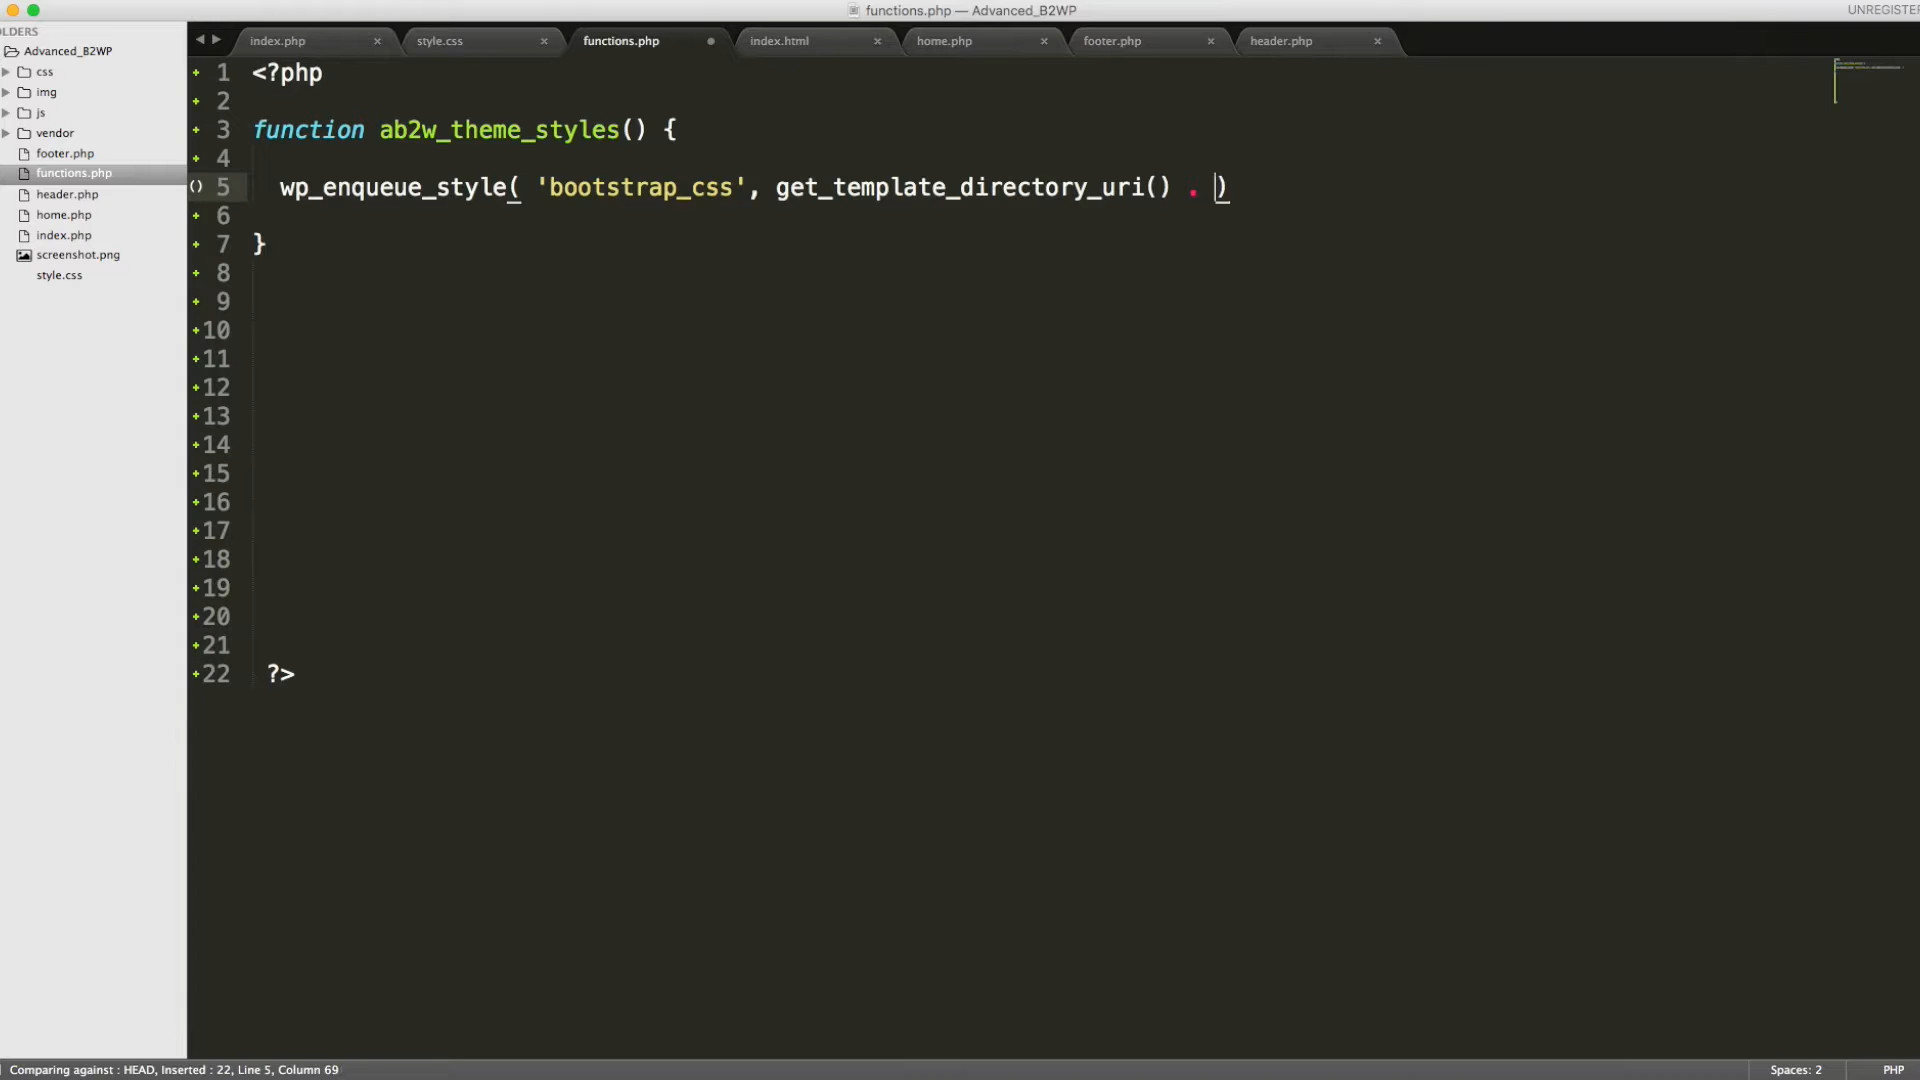 functions.php — Advanced_B2WP
UNREGISTER
OLDERS
Advanced_B2WP
css
img
js
vendor
footer.php
functions.php
header.php
home.php
index.php
screenshot.png
style.css
index.php
style.css
functions.php
index.html
home.php
footer.php
header.php
1 <?php
2
3 function ab2w_theme_styles() {
4
5 wp_enqueue_style( 'bootstrap_css', get_template_directory_uri() . )
6
7 }
8
9
10
11
12
13
14
15
16
17
18
19
20
21
22 ?>
Comparing against : HEAD, Inserted : 22, Line 5, Column 69
Spaces: 2
PHP